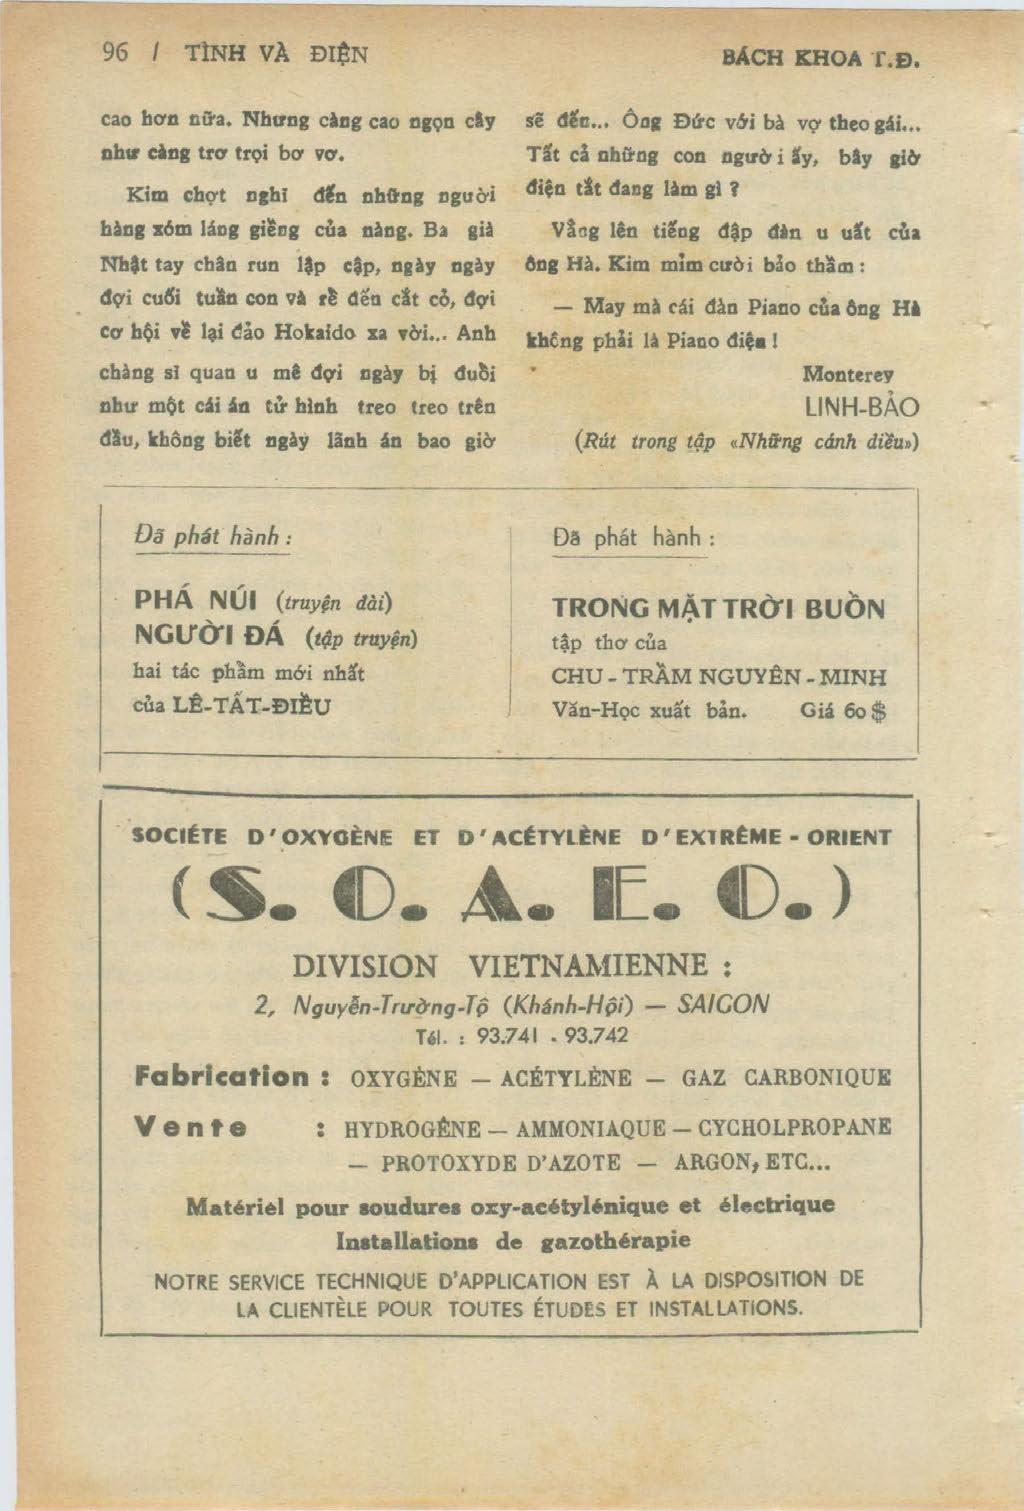 96 / TÌNH VÀ ĐIỆN
BÁCH KHOA T.Đ.
cao hơn nữa. Nhưng càng cao ngọn cây
như càng trơ trọi bơ vơ.
Kim chợt nghĩ đến những người
hàng xóm láng giềng của nàng. Bà già
Nhật tay chân run lập cập, ngày ngày
đợi cuối tuần con và rề đến cắt cỏ, đợi
cơ hội về lại đảo Hokaido xa vời... Anh
chàng sĩ quan u mê đợi ngày bị đuổi
như một cái án tử hình treo treo trên
đầu, không biết ngày lãnh án bao giờ
sẽ đến... Ông Đức với bà vợ theo gái...
Tất cả những con người ấy, bây giờ
điện tắt đang làm gì ?
Vẳng lên tiếng đập đàn u uất của
ông Hà. Kim mỉm cười bảo thầm :
— May mà cái đàn Piano của ông Hà
không phải là Piano điện !
Monterey
LINH-BẢO
(Rút trong tập «Những cánh diều»)
Đã phát hành :
PHÁ NÚI (truyện dài)
NGƯỜI ĐÁ (tập truyện)
hai tác phẩm mới nhất
của LÊ-TẤT-ĐIỀU
Đã phát hành :
TRONG MẶT TRỜI BUỒN
tập thơ của
CHU - TRẦM NGUYÊN - MINH
Văn-Học xuất bản. Giá 60 $
SOCIÉTE D'OXYGÈNE ET D'ACÉTYLÈNE D'EXTRÊME - ORIENT
(S. O. A. E. O.)
DIVISION VIETNAMIENNE :
2, Nguyễn-Trường-Tộ (Khánh-Hội) — SAIGON
Tél. : 93.741 - 93.742
Fabrication : OXYGÈNE — ACÉTYLÈNE — GAZ CARBONIQUE
Vente : HYDROGÈNE — AMMONIAQUE — CYCHOLPROPANE
— PROTOXYDE D'AZOTE — ARGON, ETC...
Matériel pour soudures oxy-acétylénique et électrique
Installations de gazothérapie
NOTRE SERVICE TECHNIQUE D'APPLICATION EST À LA DISPOSITION DE
LA CLIENTÈLE POUR TOUTES ÉTUDES ET INSTALLATIONS.